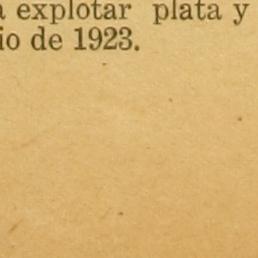 a explotar plata y
io de 1923.